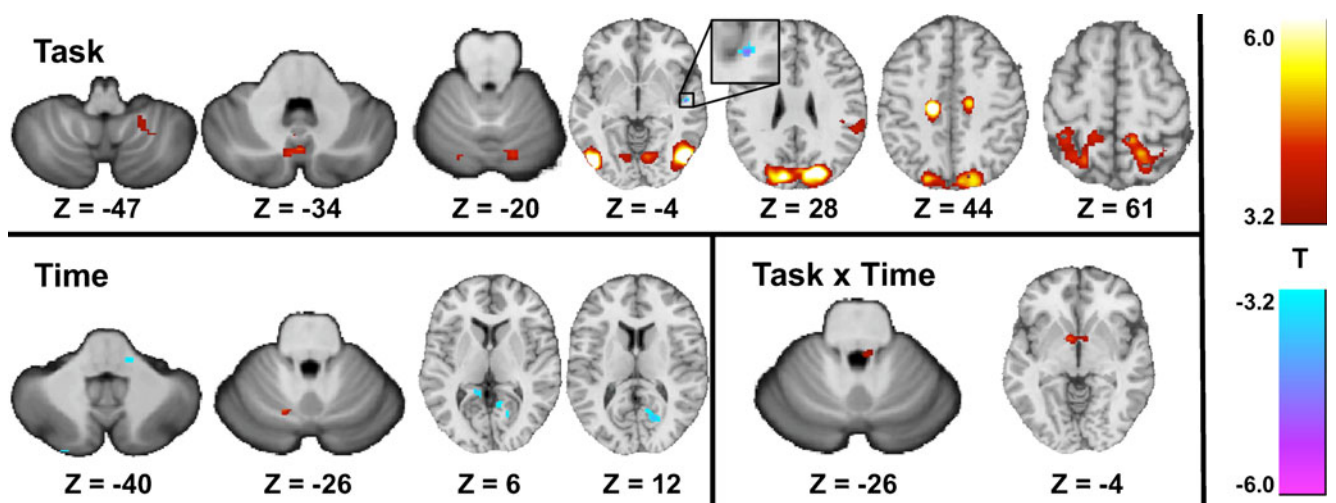 Task
Z = -47
Z = -34
Z = -20
Z = -4
Z = 28
Z = 44
Z = 61
6.0
3.2
T
-3.2
-6.0
Time
Z = -40
Z = -26
Z = 6
Z = 12
Task x Time
Z = -26
Z = -4